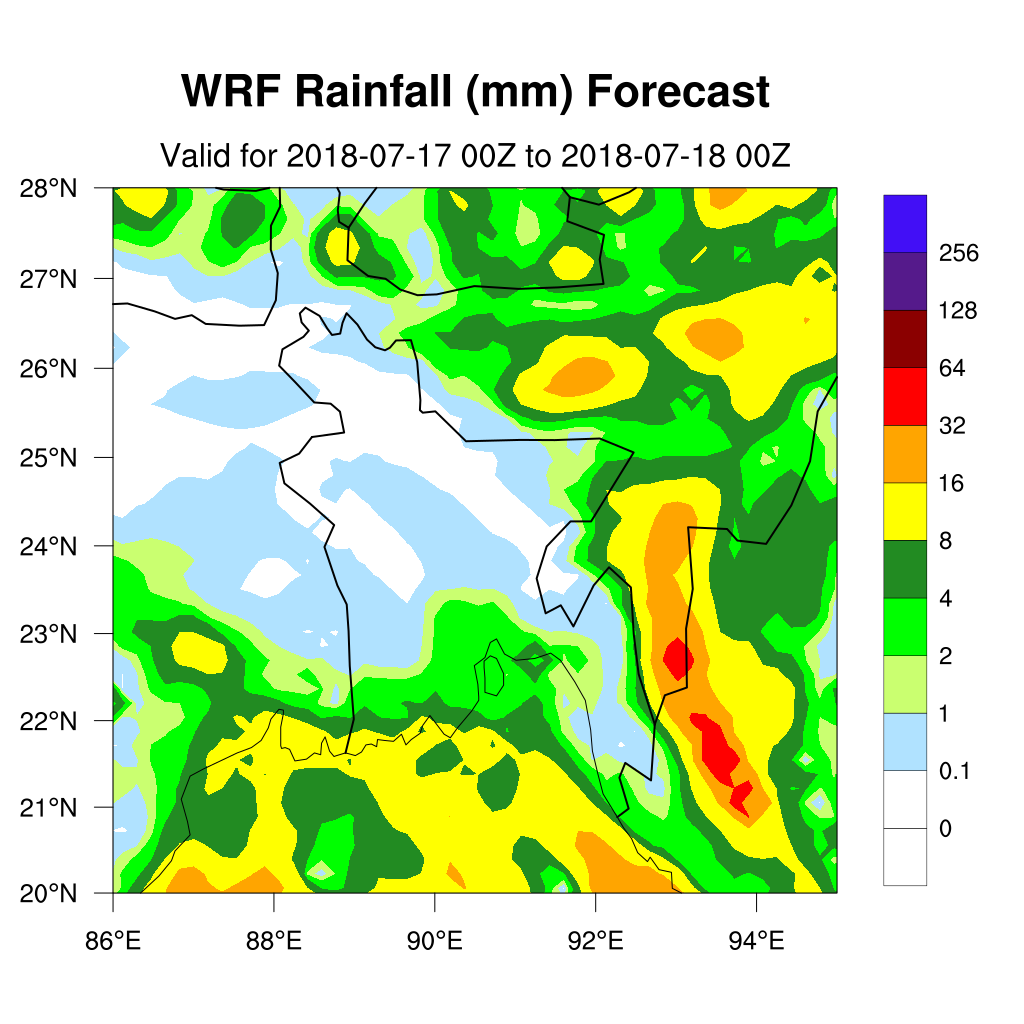 WRF Rainfall (mm) Forecast
Valid for 2018-07-17 00Z to 2018-07-18 00Z
28°N
27°N
26°N
25°N
24°N
23°N
22°N
21°N
20°N
86°E 88°E 90°E 92°E 94°E
256
128
64
32
16
8
4
2
1
0.1
0